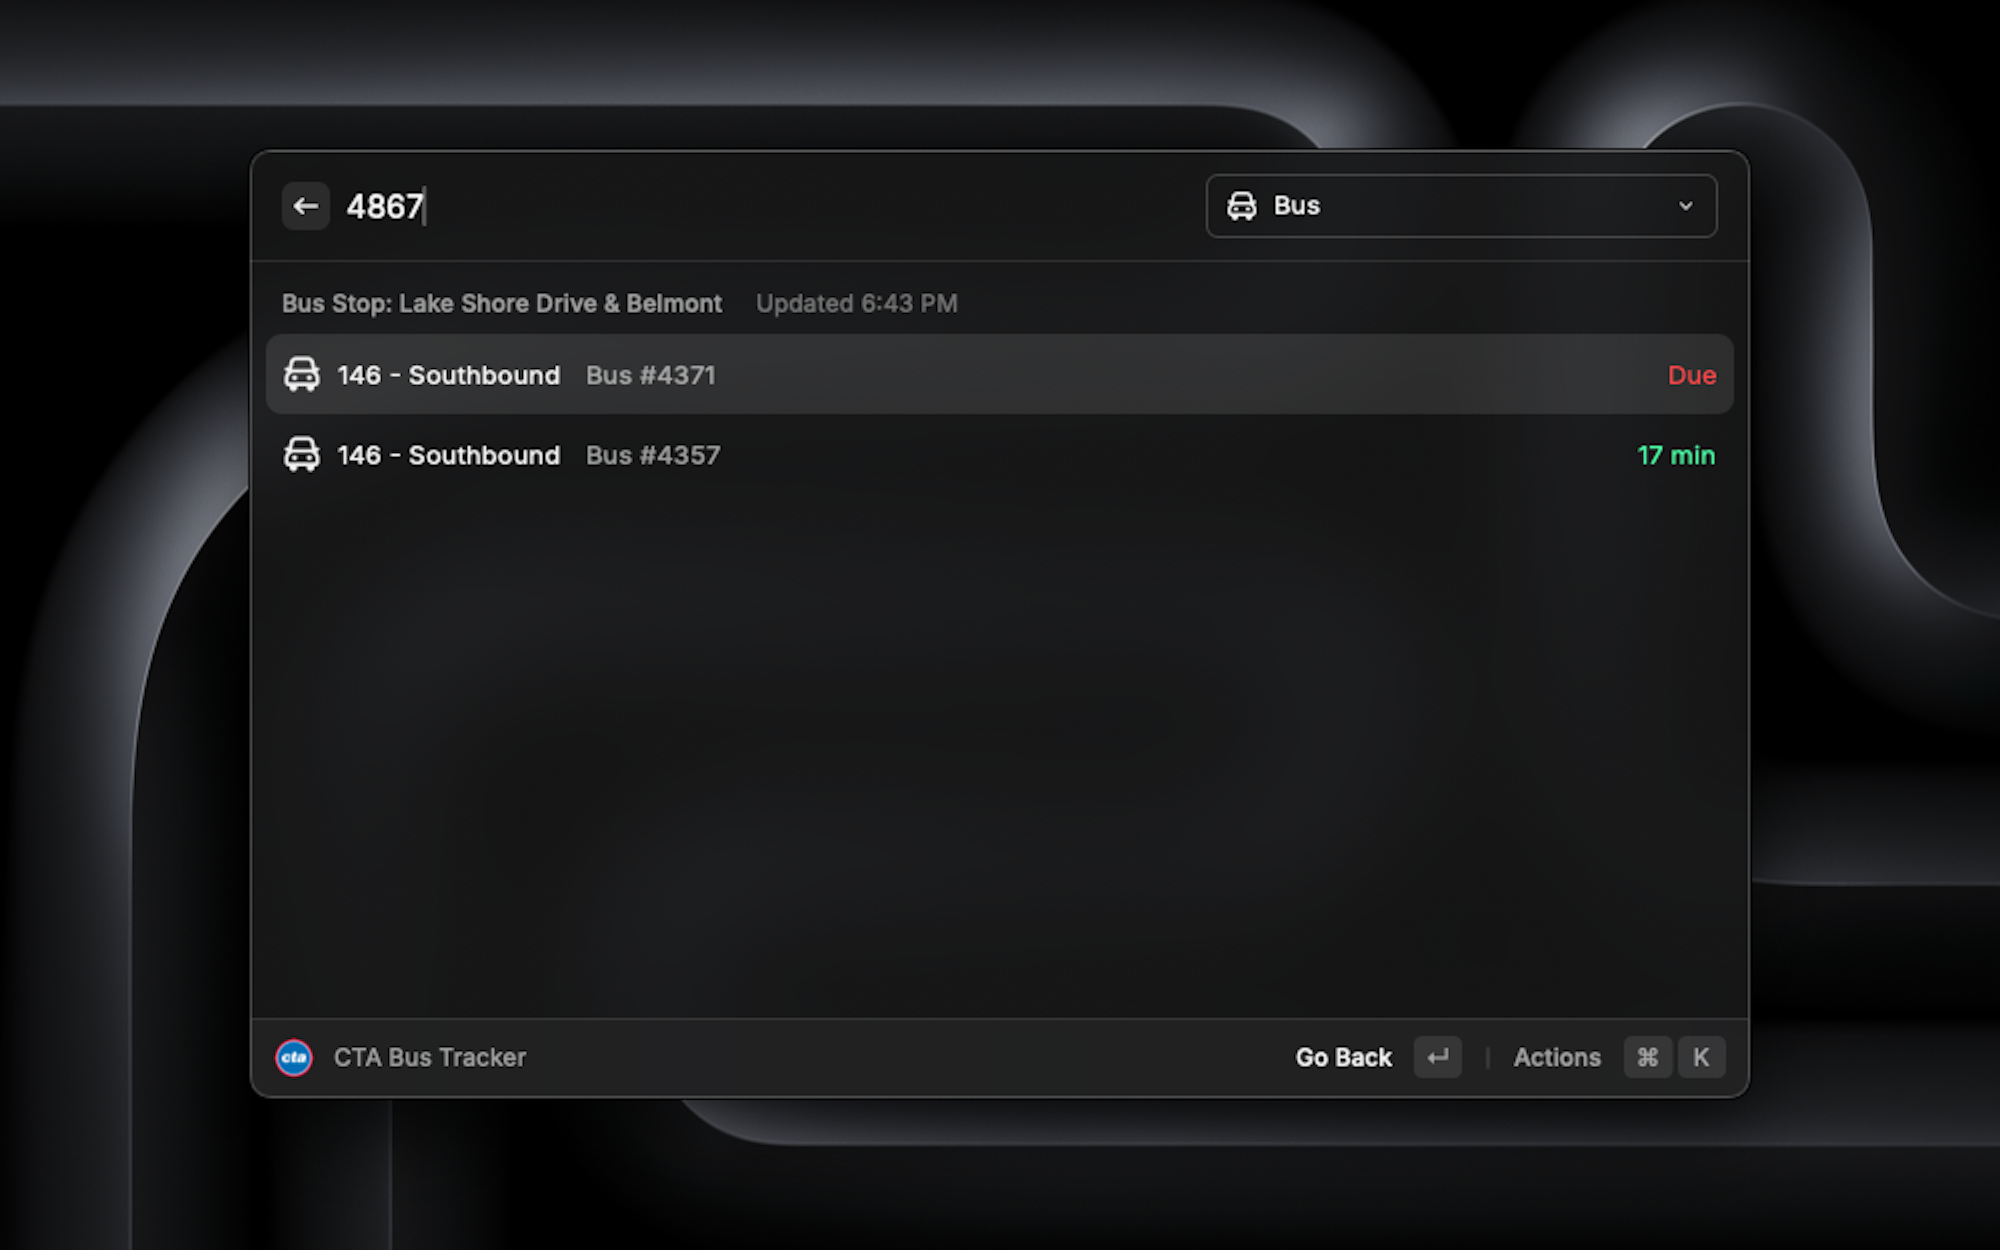 4867
Bus
Bus Stop: Lake Shore Drive & Belmont Updated 6:43 PM
146 - Southbound Bus #4371 Due
146 - Southbound Bus #4357 17 min
cta CTA Bus Tracker Go Back ↵ Actions ⌘ K